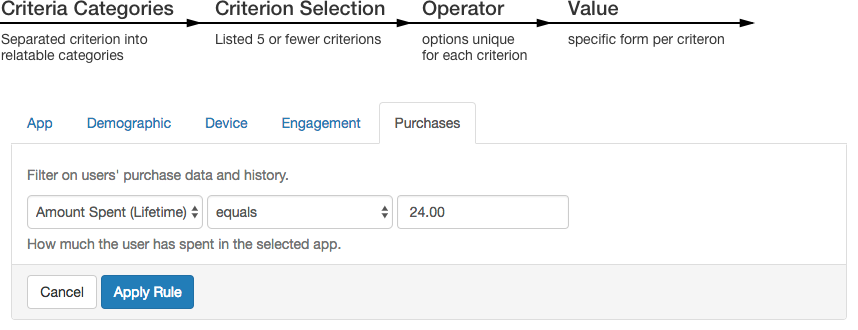 Criteria Categories
Criterion Selection
Operator
Value
Separated criterion into
relatable categories
Listed 5 or fewer criterions
options unique
for each criterion
specific form per criteron
App
Demographic
Device
Engagement
Purchases
Filter on users' purchase data and history.
Amount Spent (Lifetime)
equals
24.00
How much the user has spent in the selected app.
Cancel
Apply Rule